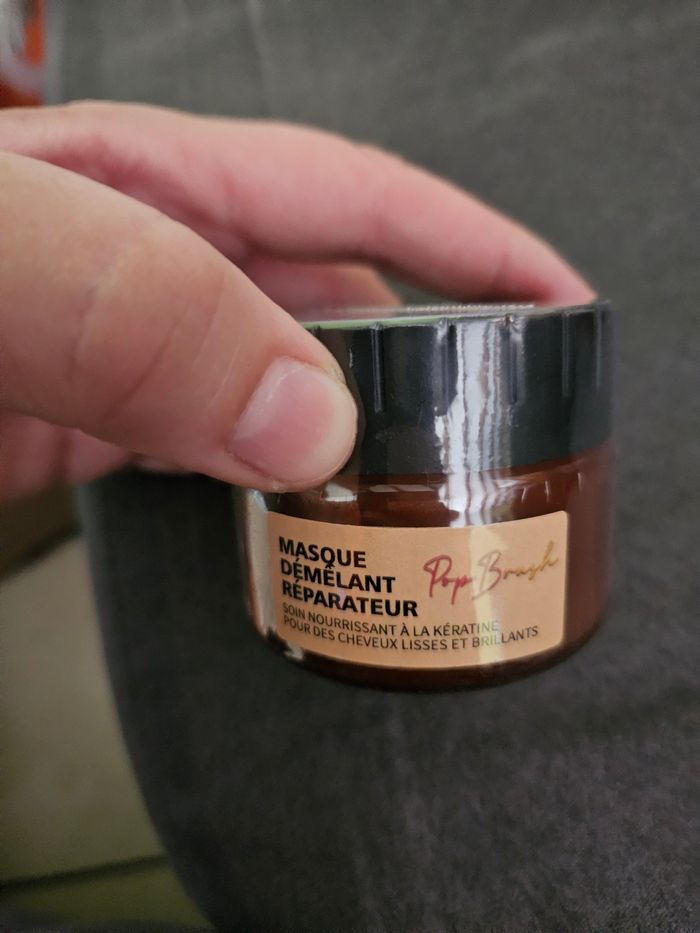 MASQUE
DÉMÊLANT
RÉPARATEUR
Pop Brush
SOIN NOURRISSANT À LA KÉRATINE
POUR DES CHEVEUX LISSES ET BRILLANTS